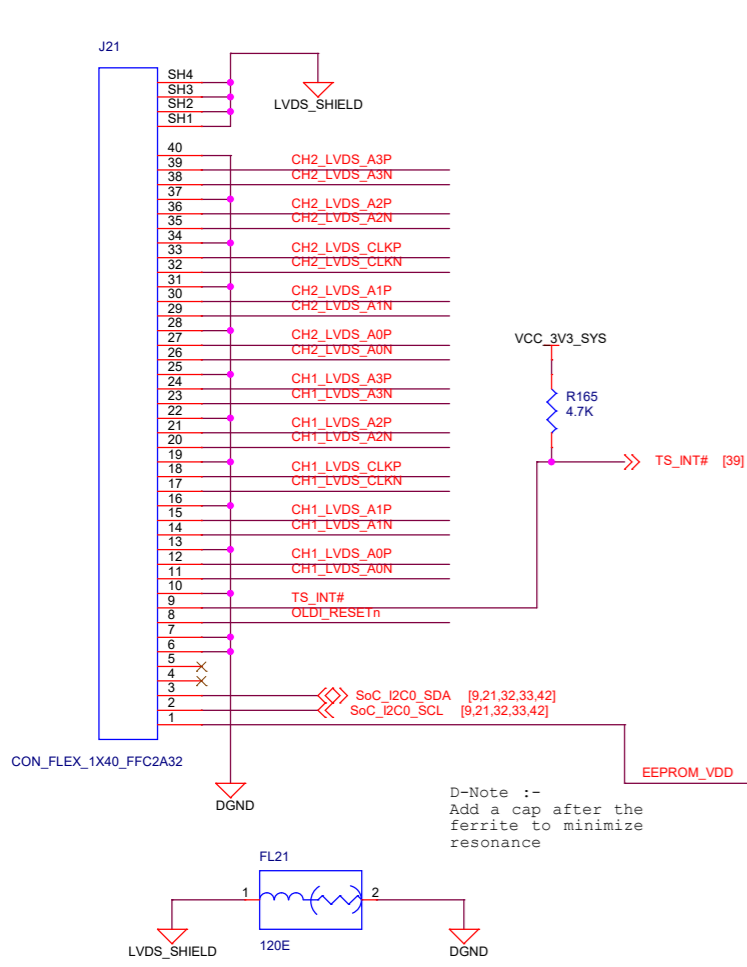 J21
SH4
SH3
SH2
SH1
LVDS_SHIELD
40
39 CH2_LVDS_A3P
38 CH2_LVDS_A3N
37
36 CH2_LVDS_A2P
35 CH2_LVDS_A2N
34
33 CH2_LVDS_CLKP
32 CH2_LVDS_CLKN
31
30 CH2_LVDS_A1P
29 CH2_LVDS_A1N
28
27 CH2_LVDS_A0P
26 CH2_LVDS_A0N
25
24 CH1_LVDS_A3P
23 CH1_LVDS_A3N
22
21 CH1_LVDS_A2P
20 CH1_LVDS_A2N
19
18 CH1_LVDS_CLKP
17 CH1_LVDS_CLKN
16
15 CH1_LVDS_A1P
14 CH1_LVDS_A1N
13
12 CH1_LVDS_A0P
11 CH1_LVDS_A0N
10
9 TS_INT#
8 OLDI_RESETn
7
6
5
4
3 SoC_I2C0_SDA [9,21,32,33,42]
2 SoC_I2C0_SCL [9,21,32,33,42]
1
CON_FLEX_1X40_FFC2A32
VCC_3V3_SYS
R165
4.7K
TS_INT# [39]
EEPROM_VDD
DGND
D-Note :-
Add a cap after the
ferrite to minimize
resonance
FL21
1 2
120E
LVDS_SHIELD
DGND